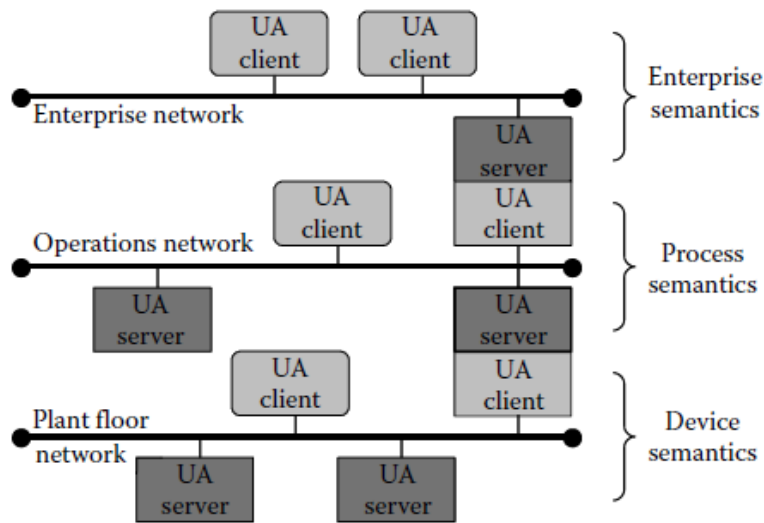 UA
client
UA
client
Enterprise network
Enterprise
semantics
UA
server
UA
client
UA
client
Operations network
Process
semantics
UA
server
UA
server
UA
client
UA
client
Plant floor
network
Device
semantics
UA
server
UA
server